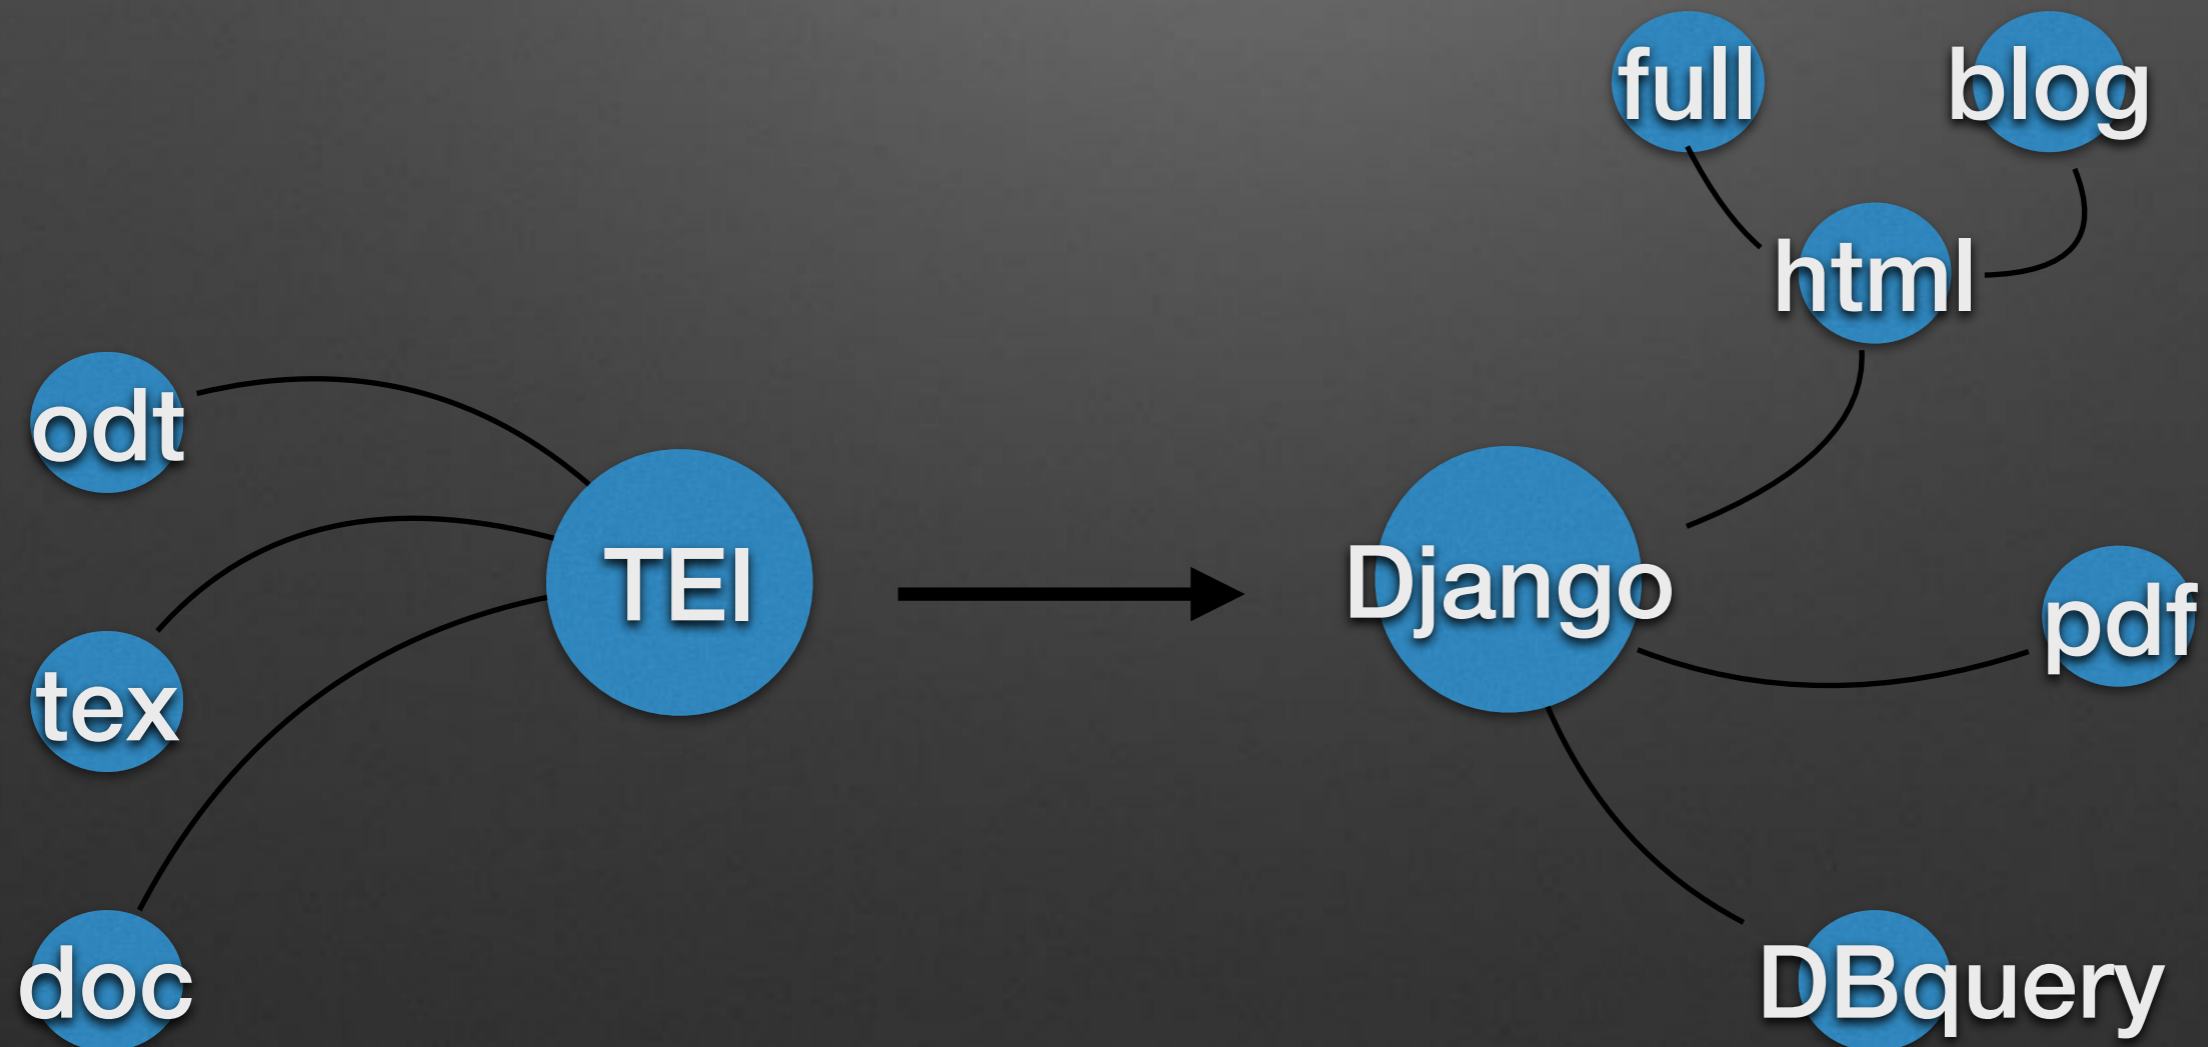 full
blog
html
odt
TEI
Django
pdf
tex
doc
DBquery